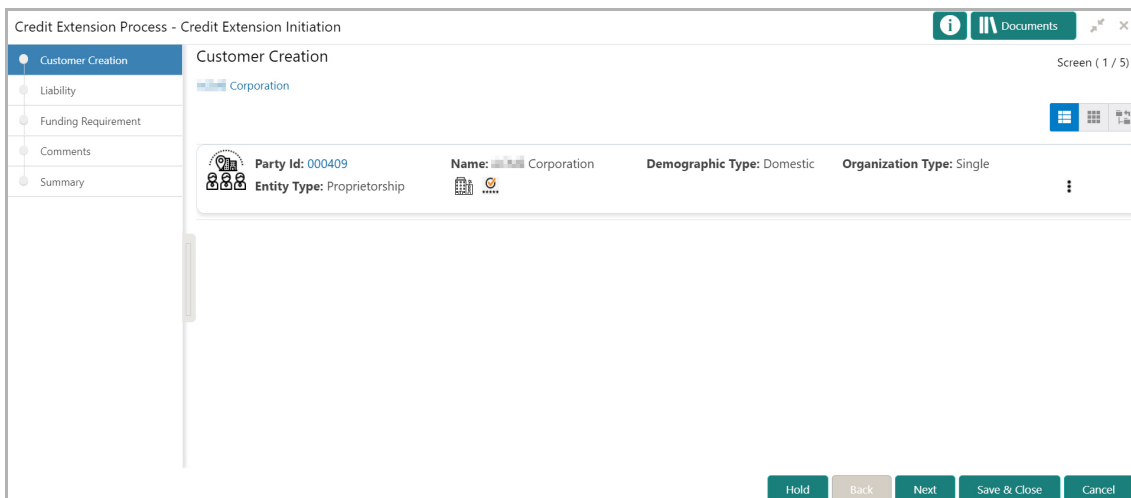 Credit Extension Process - Credit Extension Initiation
Documents
Customer Creation
Liability
Funding Requirement
Comments
Summary
Customer Creation
Screen ( 1 / 5)
Corporation
Party Id: 000409
Name: Corporation
Demographic Type: Domestic
Organization Type: Single
Entity Type: Proprietorship
Hold
Back
Next
Save & Close
Cancel